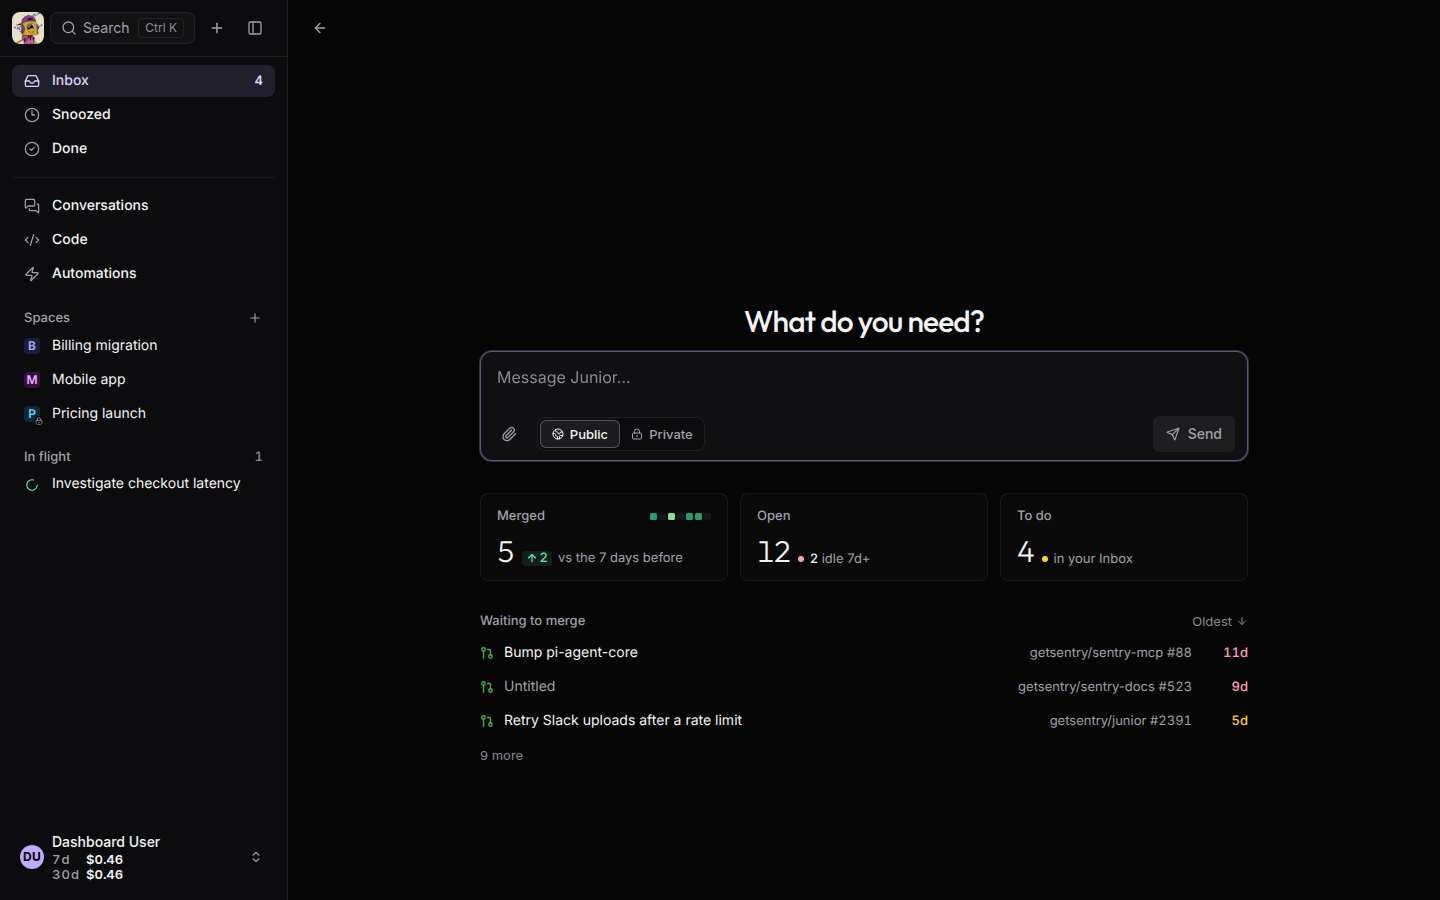 Search Ctrl K
Inbox 4
Snoozed
Done
Conversations
Code
Automations
Spaces
B Billing migration
M Mobile app
P Pricing launch
In flight 1
Investigate checkout latency
DU Dashboard User
7d $0.46
30d $0.46
What do you need?
Message Junior...
Public Private Send
Merged
5 2 vs the 7 days before
Open
12 2 idle 7d+
To do
4 in your Inbox
Waiting to merge Oldest
Bump pi-agent-core getsentry/sentry-mcp #88 11d
Untitled getsentry/sentry-docs #523 9d
Retry Slack uploads after a rate limit getsentry/junior #2391 5d
9 more